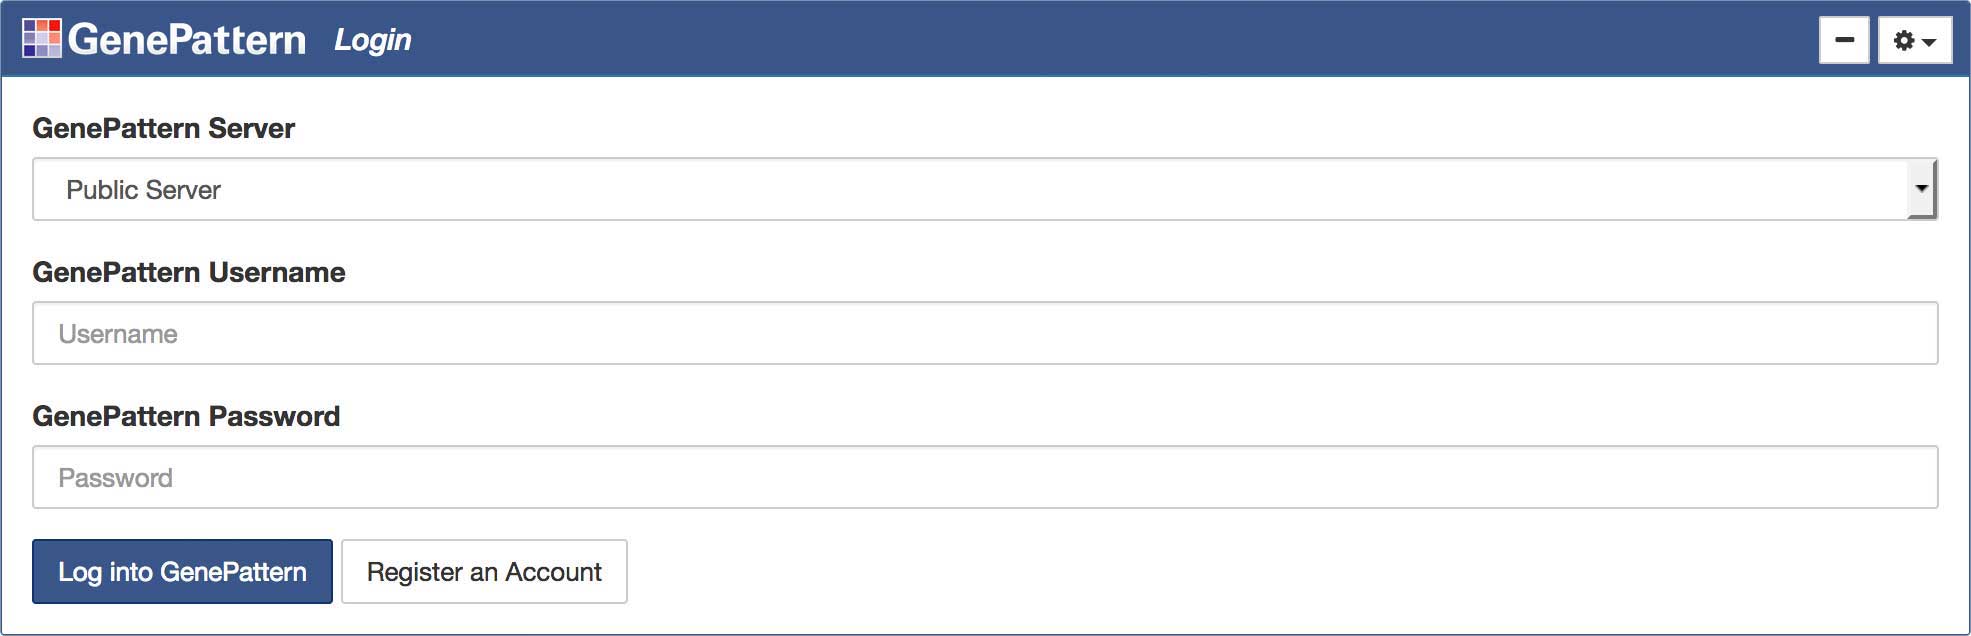 GenePattern Login
GenePattern Server
Public Server
GenePattern Username
Username
GenePattern Password
Password
Log into GenePattern Register an Account